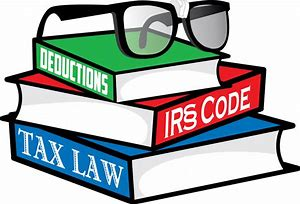 DEDUCTIONS
IRS CODE
TAX LAW